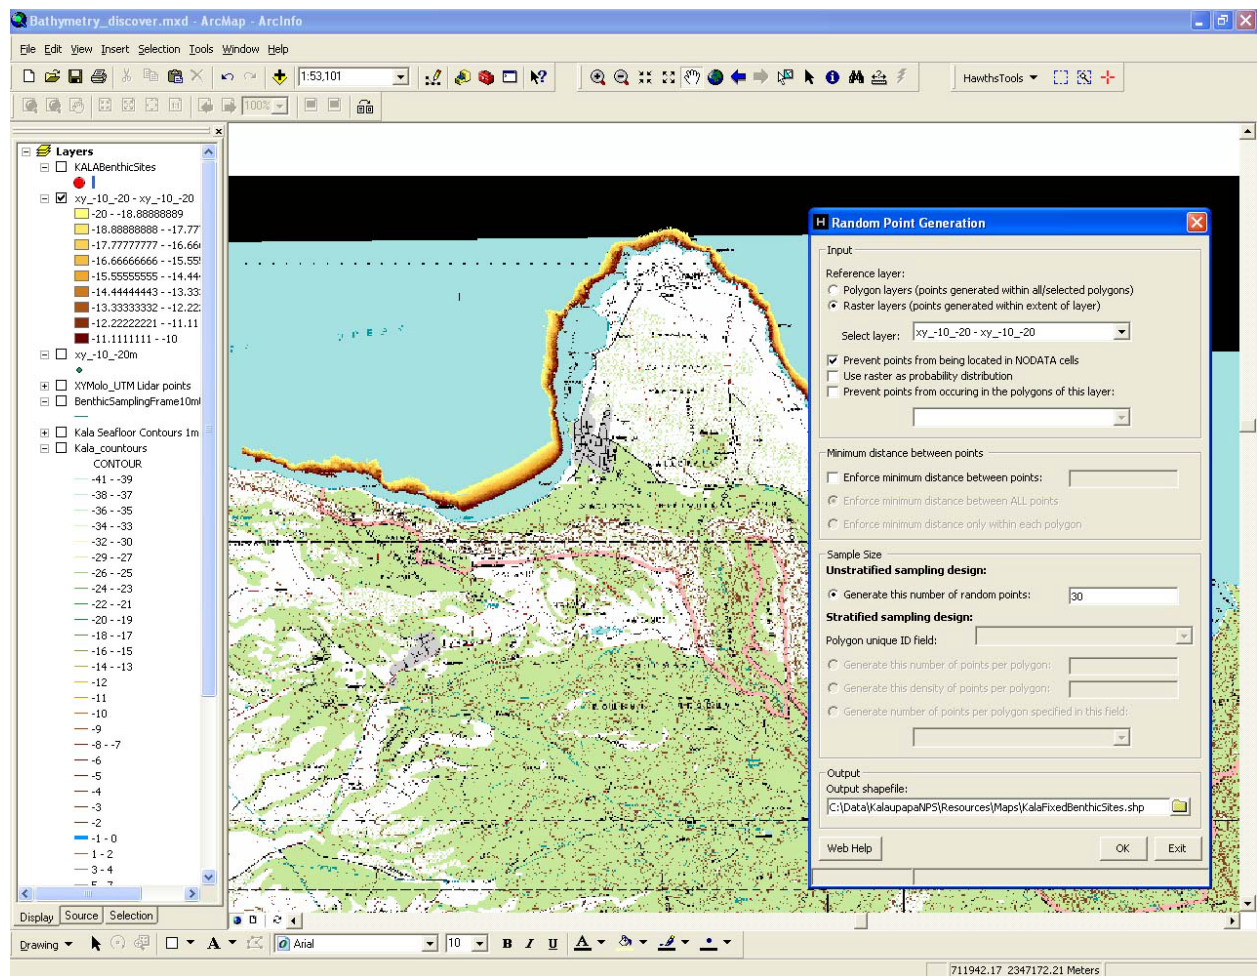 Bathymetry_discover.mxd - ArcMap - ArcInfo
File Edit View Insert Selection Tools Window Help
1:53,101
HawthsTools
100%
Layers
KALABenthicSites
xy_-10_-20 - xy_-10_-20
-20 - -18.88888889
-18.88888888 - -17.77
-17.77777777 - -16.66
-16.66666666 - -15.55
-15.55555555 - -14.44
-14.44444443 - -13.33
-13.33333332 - -12.22
-12.22222221 - -11.11
-11.1111111 - -10
xy_-10_-20m
XYMolo_UTM Lidar points
BenthicSamplingFrame10m
Kala Seafloor Contours 1m
Kala_countours
CONTOUR
-41 - -39
-38 - -37
-36 - -35
-34 - -33
-32 - -30
-29 - -27
-26 - -25
-24 - -23
-22 - -21
-20 - -19
-18 - -17
-16 - -15
-14 - -13
-12
-11
-10
-9
-8 - -7
-6
-5
-4
-3
-2
-1 - 0
1 - 2
3 - 4
5 - 7
Display Source Selection
Random Point Generation
Input
Reference layer:
Polygon layers (points generated within all/selected polygons)
Raster layers (points generated within extent of layer)
Select layer: xy_-10_-20 - xy_-10_-20
Prevent points from being located in NODATA cells
Use raster as probability distribution
Prevent points from occuring in the polygons of this layer:
Minimum distance between points
Enforce minimum distance between points:
Enforce minimum distance between ALL points
Enforce minimum distance only within each polygon
Sample Size
Unstratified sampling design:
Generate this number of random points: 30
Stratified sampling design:
Polygon unique ID field:
Generate this number of points per polygon:
Generate this density of points per polygon:
Generate number of points per polygon specified in this field:
Output
Output shapefile:
C:\Data\KalaupapaNPS\Resources\Maps\KalaFixedBenthicSites.shp
Web Help OK Exit
Drawing A Arial 10 B I U A
711942.17 2347172.21 Meters